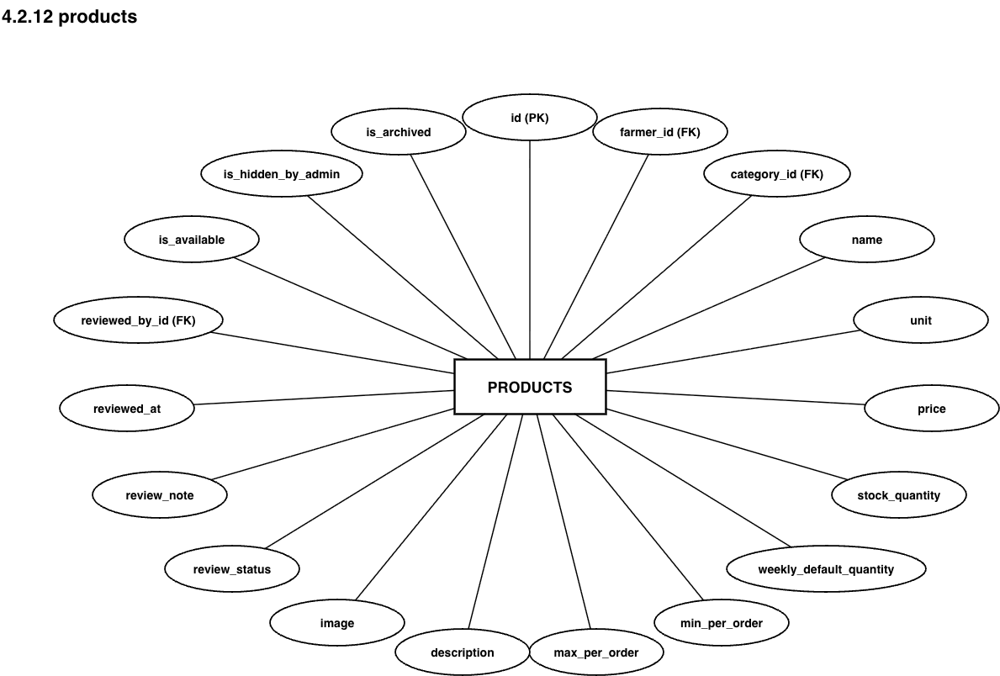 4.2.12 products
id (PK)
is_archived
farmer_id (FK)
is_hidden_by_admin
category_id (FK)
is_available
name
reviewed_by_id (FK)
unit
PRODUCTS
reviewed_at
price
review_note
stock_quantity
review_status
weekly_default_quantity
image
min_per_order
description
max_per_order